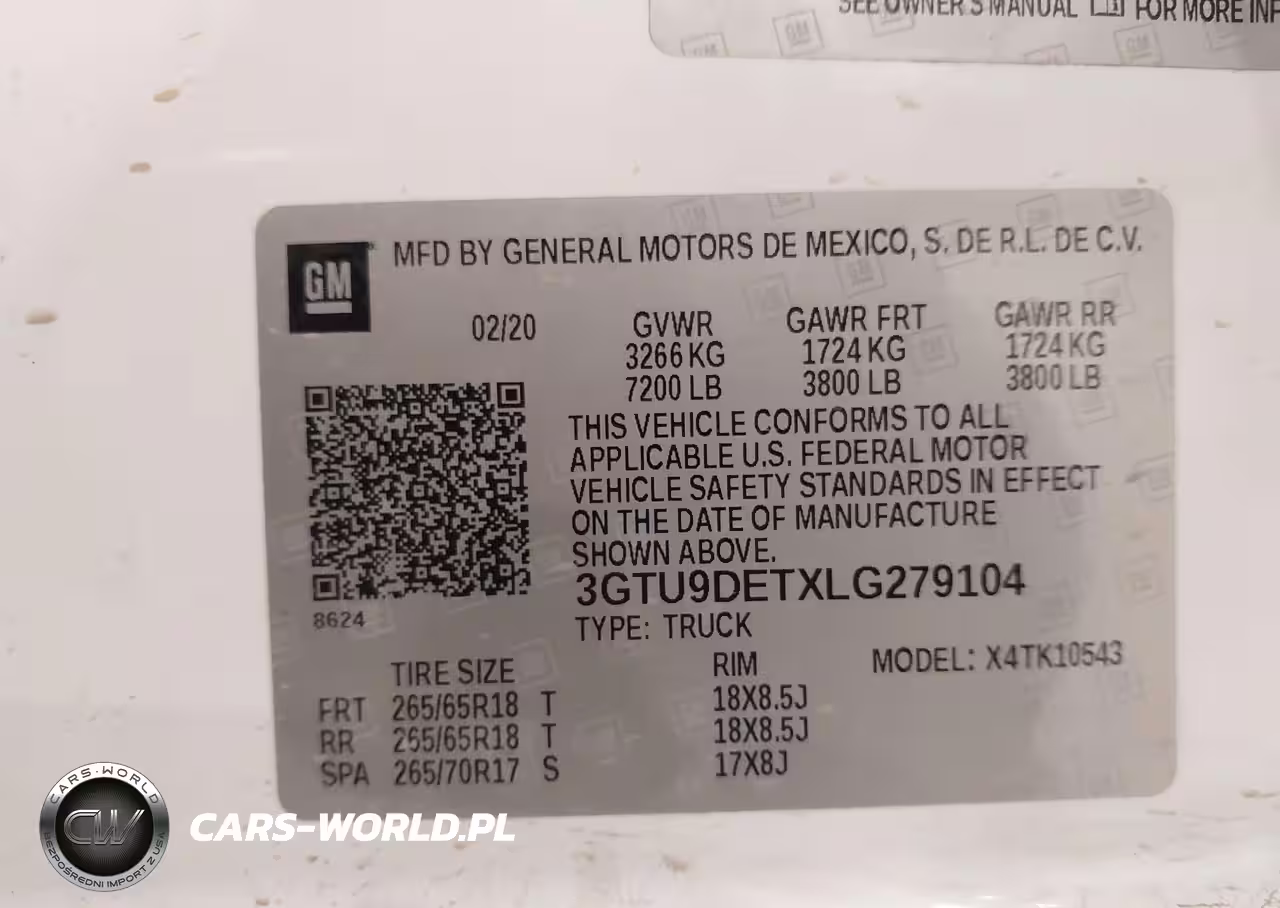 SEE OWNER'S MANUAL FOR MORE INF
GM
MFD BY GENERAL MOTORS DE MEXICO, S. DE R.L. DE C.V.
02/20 GVWR GAWR FRT GAWR RR
3266 KG 1724 KG 1724 KG
7200 LB 3800 LB 3800 LB
THIS VEHICLE CONFORMS TO ALL
APPLICABLE U.S. FEDERAL MOTOR
VEHICLE SAFETY STANDARDS IN EFFECT
ON THE DATE OF MANUFACTURE
SHOWN ABOVE.
3GTU9DETXLG279104
8624
TYPE: TRUCK
TIRE SIZE RIM MODEL: X4TK10543
FRT 265/65R18 T 18X8.5J
RR 265/65R18 T 18X8.5J
SPA 265/70R17 S 17X8J
CARS-WORLD
CW
BEZPOŚREDNI IMPORT Z USA
CARS-WORLD.PL